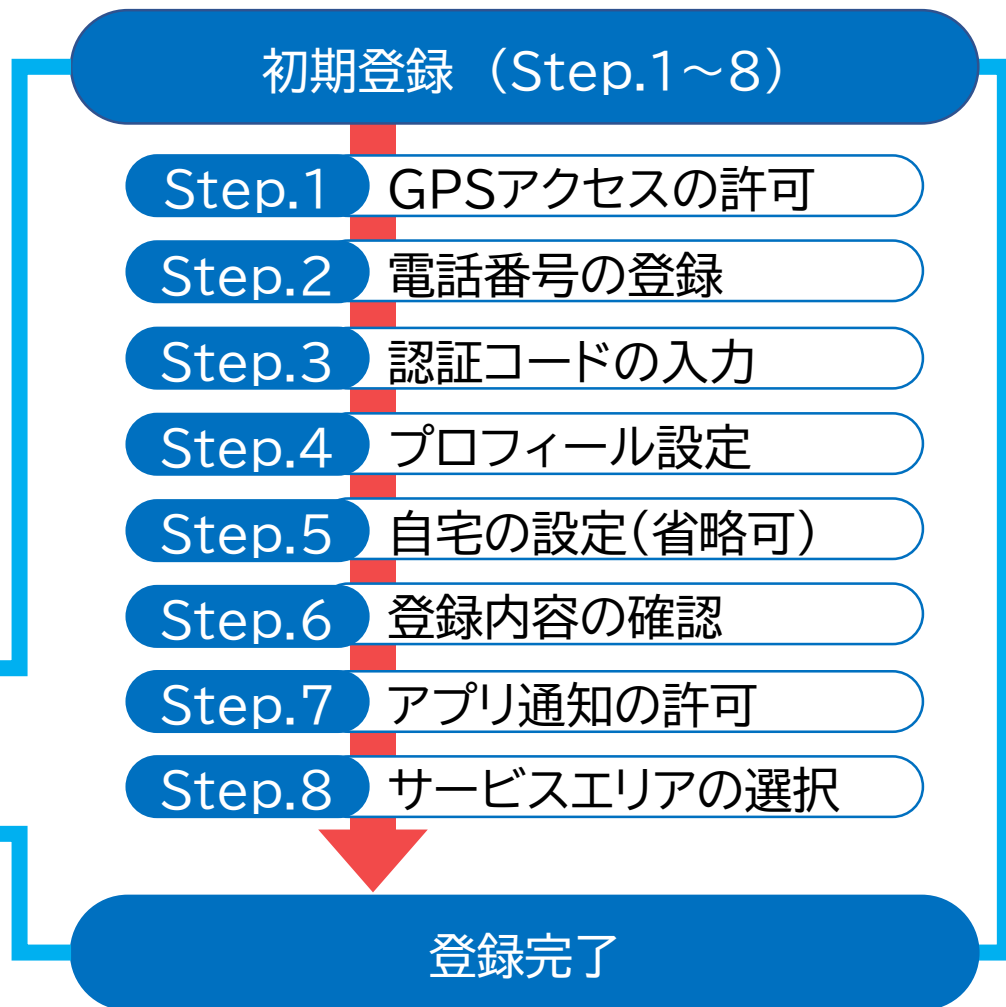 初期登録（Step.1～8）
Step.1 GPSアクセスの許可
Step.2 電話番号の登録
Step.3 認証コードの入力
Step.4 プロフィール設定
Step.5 自宅の設定（省略可）
Step.6 登録内容の確認
Step.7 アプリ通知の許可
Step.8 サービスエリアの選択
登録完了